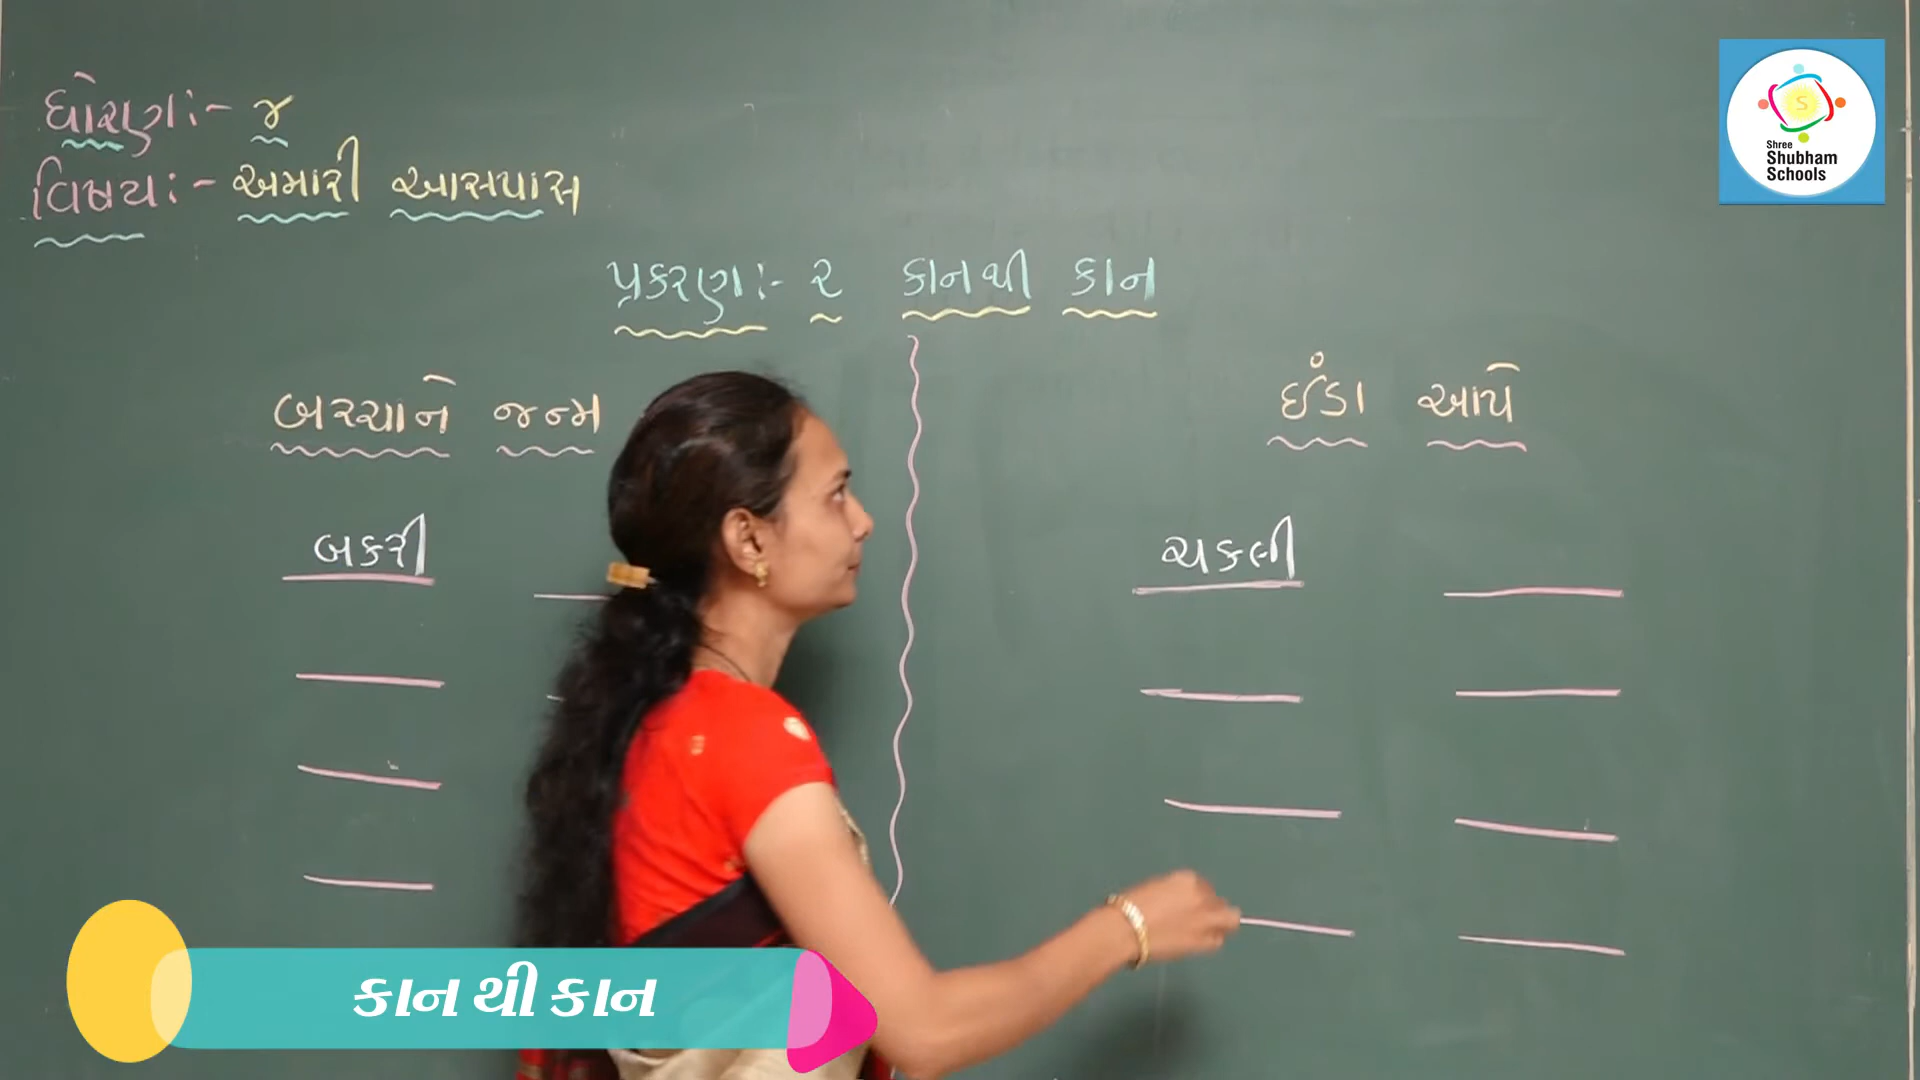 ધોરણ:- ૪
વિષય:- અમારી આસપાસ
પ્રકરણ:- ૨ કાનથી કાન
બચ્ચાને જન્મ
ઈંડા આપે
બકરી
ચકલી
કાન થી કાન
S
Shree
Shubham
Schools